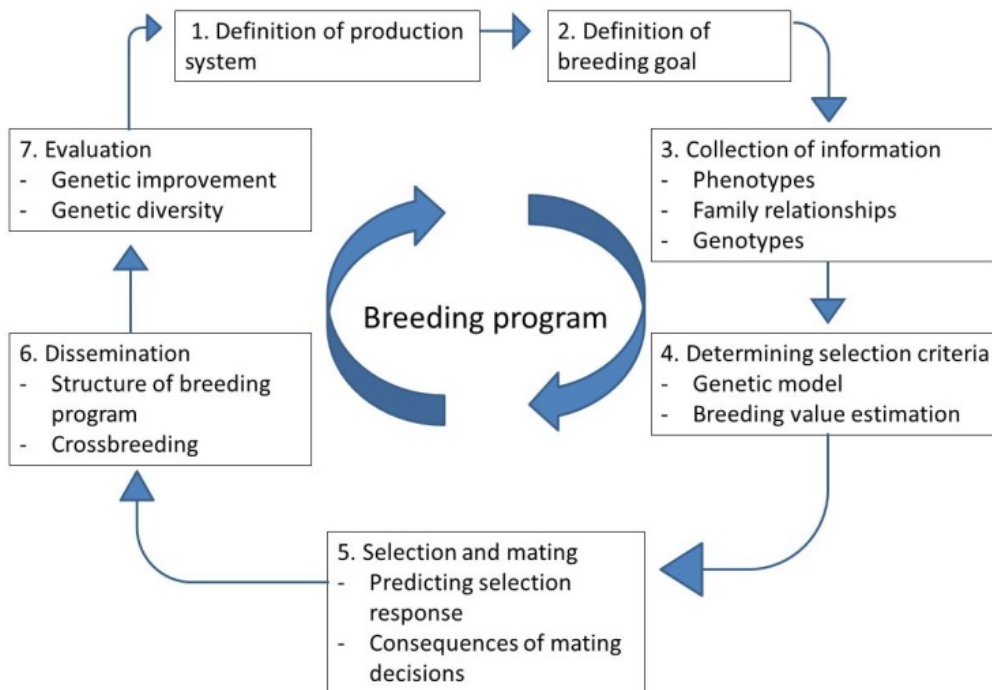 1. Definition of production
system
2. Definition of
breeding goal
3. Collection of information
- Phenotypes
- Family relationships
- Genotypes
4. Determining selection criteria
- Genetic model
- Breeding value estimation
5. Selection and mating
- Predicting selection
response
- Consequences of mating
decisions
6. Dissemination
- Structure of breeding
program
- Crossbreeding
7. Evaluation
- Genetic improvement
- Genetic diversity
Breeding program